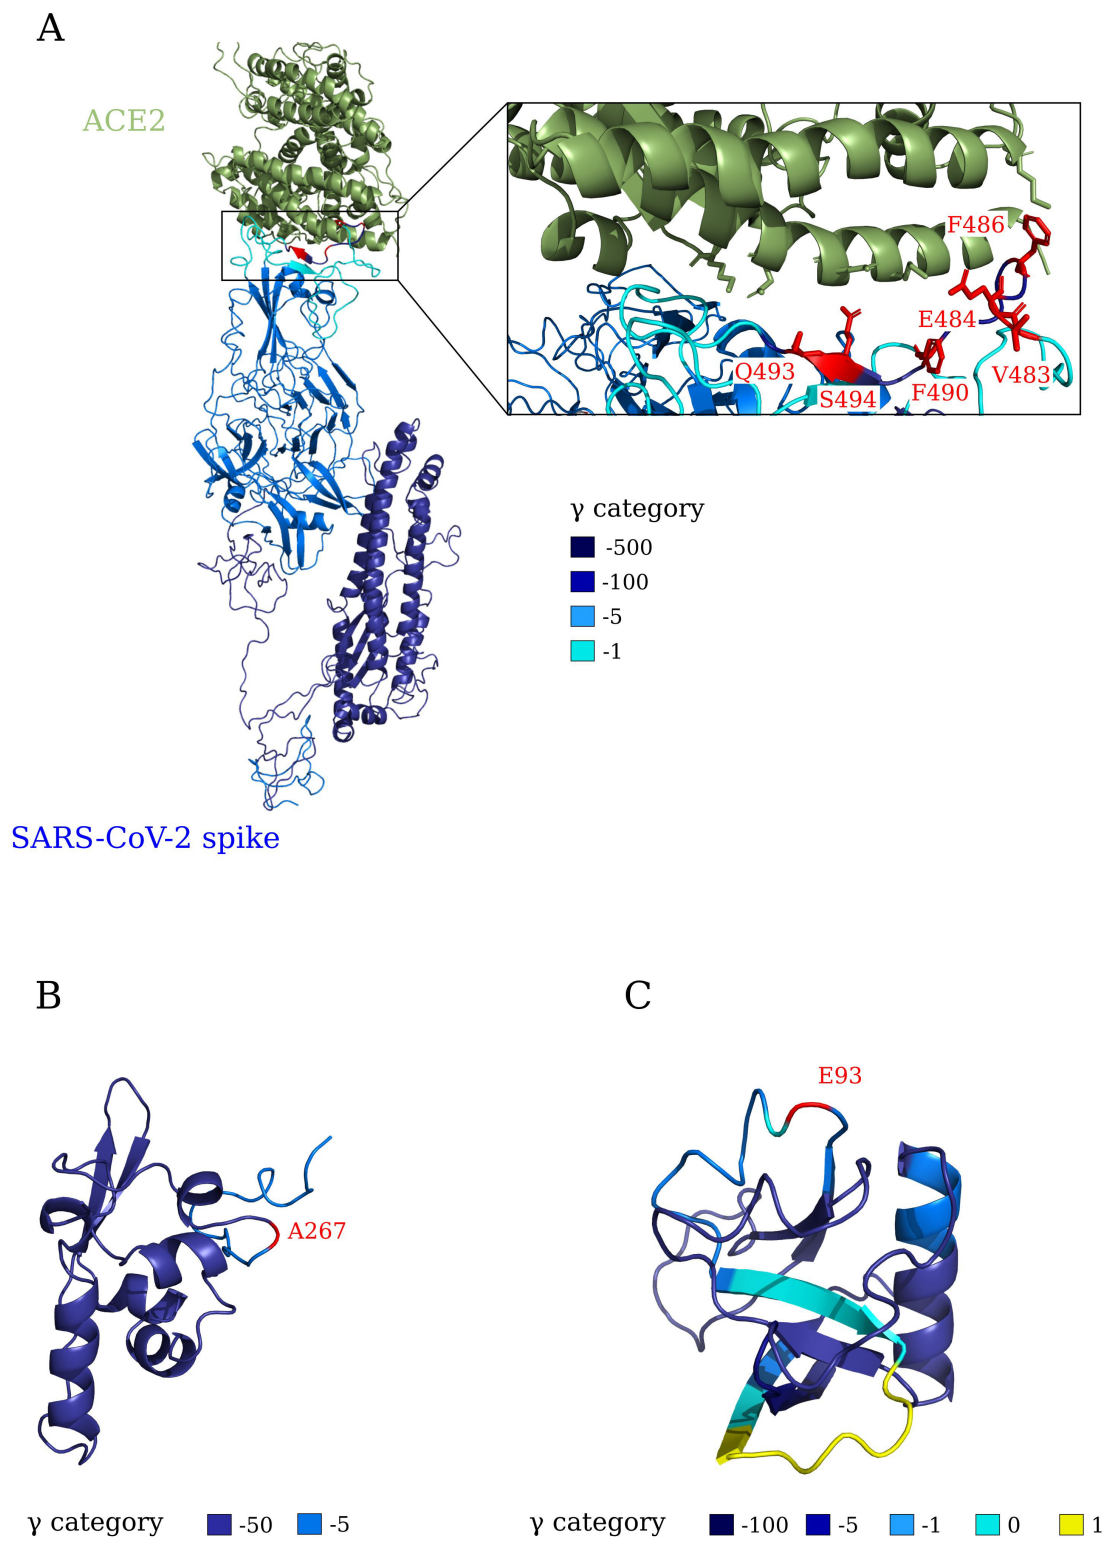 A
ACE2
F486
E484
Q493
V483
F490
S494
γ category
-500
-100
-5
-1
SARS-CoV-2 spike
B
C
E93
A267
γ category -50 -5
γ category -100 -5 -1 0 1